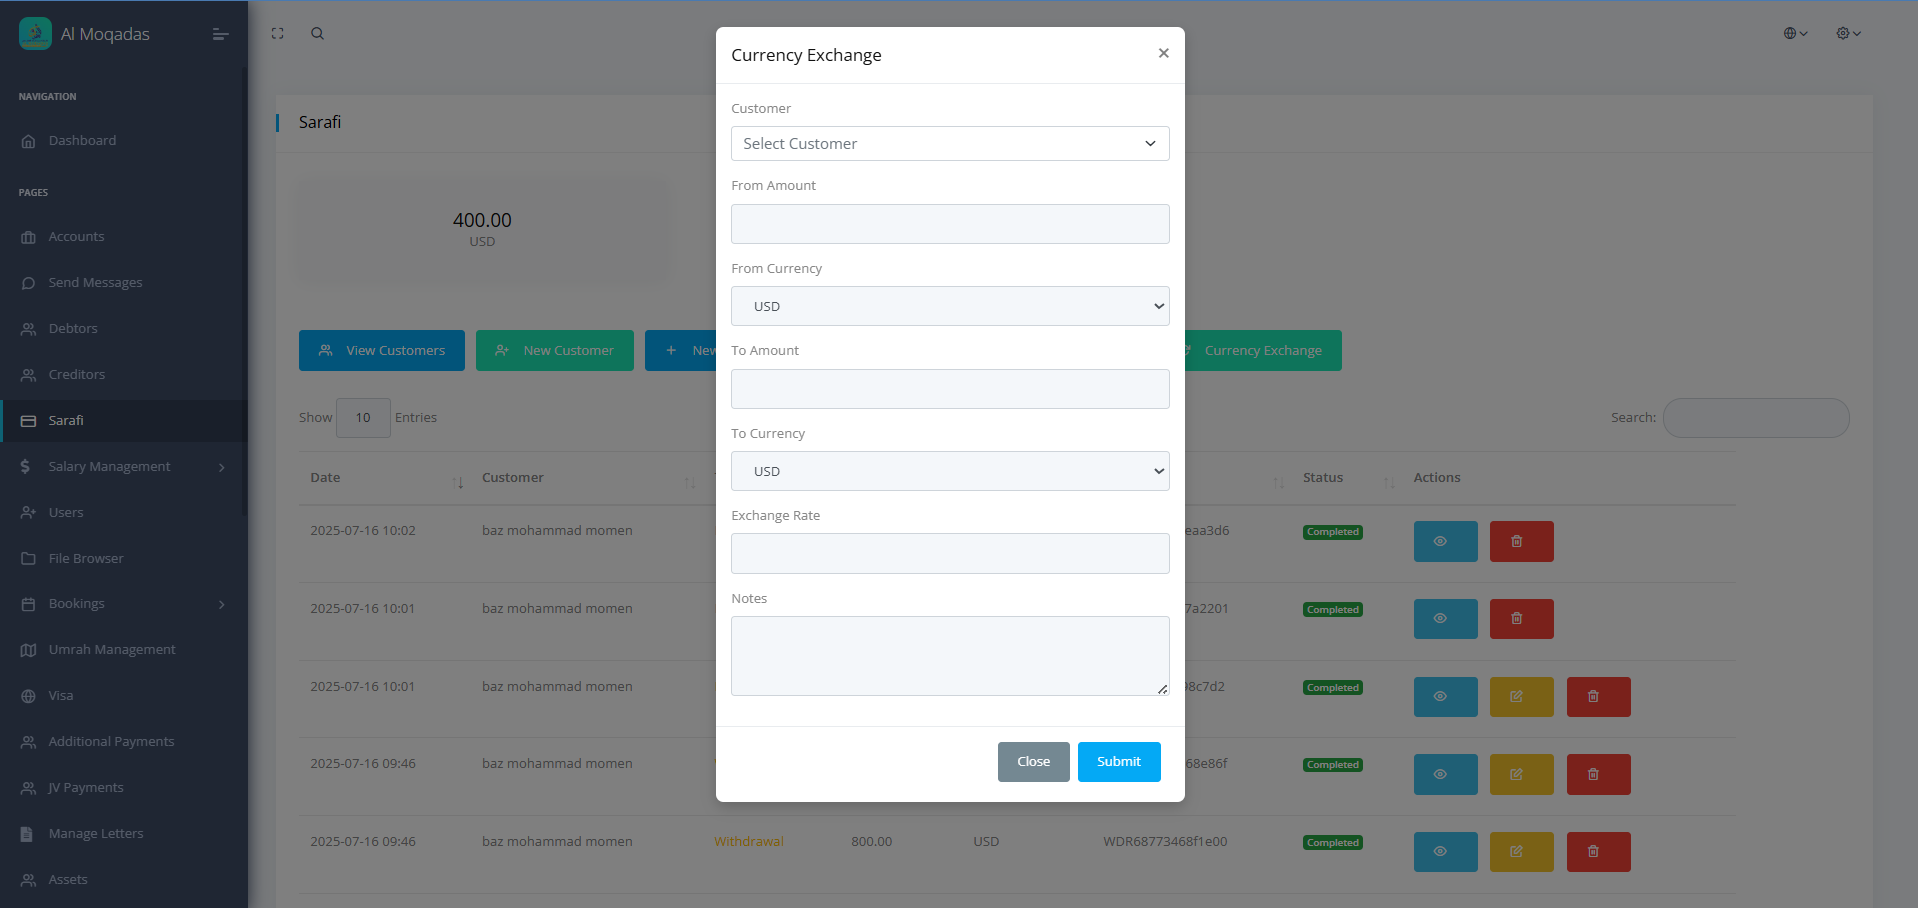 Al Moqadas
NAVIGATION
Dashboard
PAGES
Accounts
Send Messages
Debtors
Creditors
Sarafi
Salary Management
Users
File Browser
Bookings
Umrah Management
Visa
Additional Payments
JV Payments
Manage Letters
Assets
Sarafi
400.00
USD
View Customers
New Customer
New
Currency Exchange
Show 10 Entries
Search:
Date Customer Status Actions
2025-07-16 10:02 baz mohammad momen eaa3d6 Completed
2025-07-16 10:01 baz mohammad momen 7a2201 Completed
2025-07-16 10:01 baz mohammad momen 98c7d2 Completed
2025-07-16 09:46 baz mohammad momen 68e86f Completed
2025-07-16 09:46 baz mohammad momen Withdrawal 800.00 USD WDR68773468f1e00 Completed
Currency Exchange
×
Customer
Select Customer
From Amount
From Currency
USD
To Amount
To Currency
USD
Exchange Rate
Notes
Close
Submit